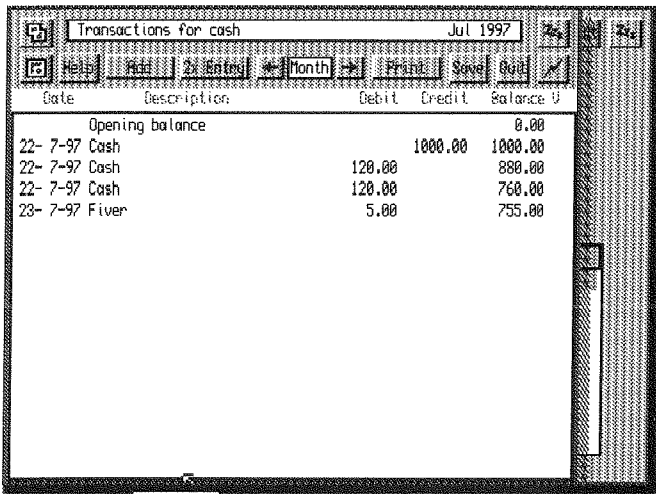 Transactions for cash Jul 1997
Help Add 2x Entry Month Print Save Quit
Date Description Debit Credit Balance V
Opening balance 0.00
22- 7-97 Cash 1000.00 1000.00
22- 7-97 Cash 120.00 880.00
22- 7-97 Cash 120.00 760.00
23- 7-97 Fiver 5.00 755.00